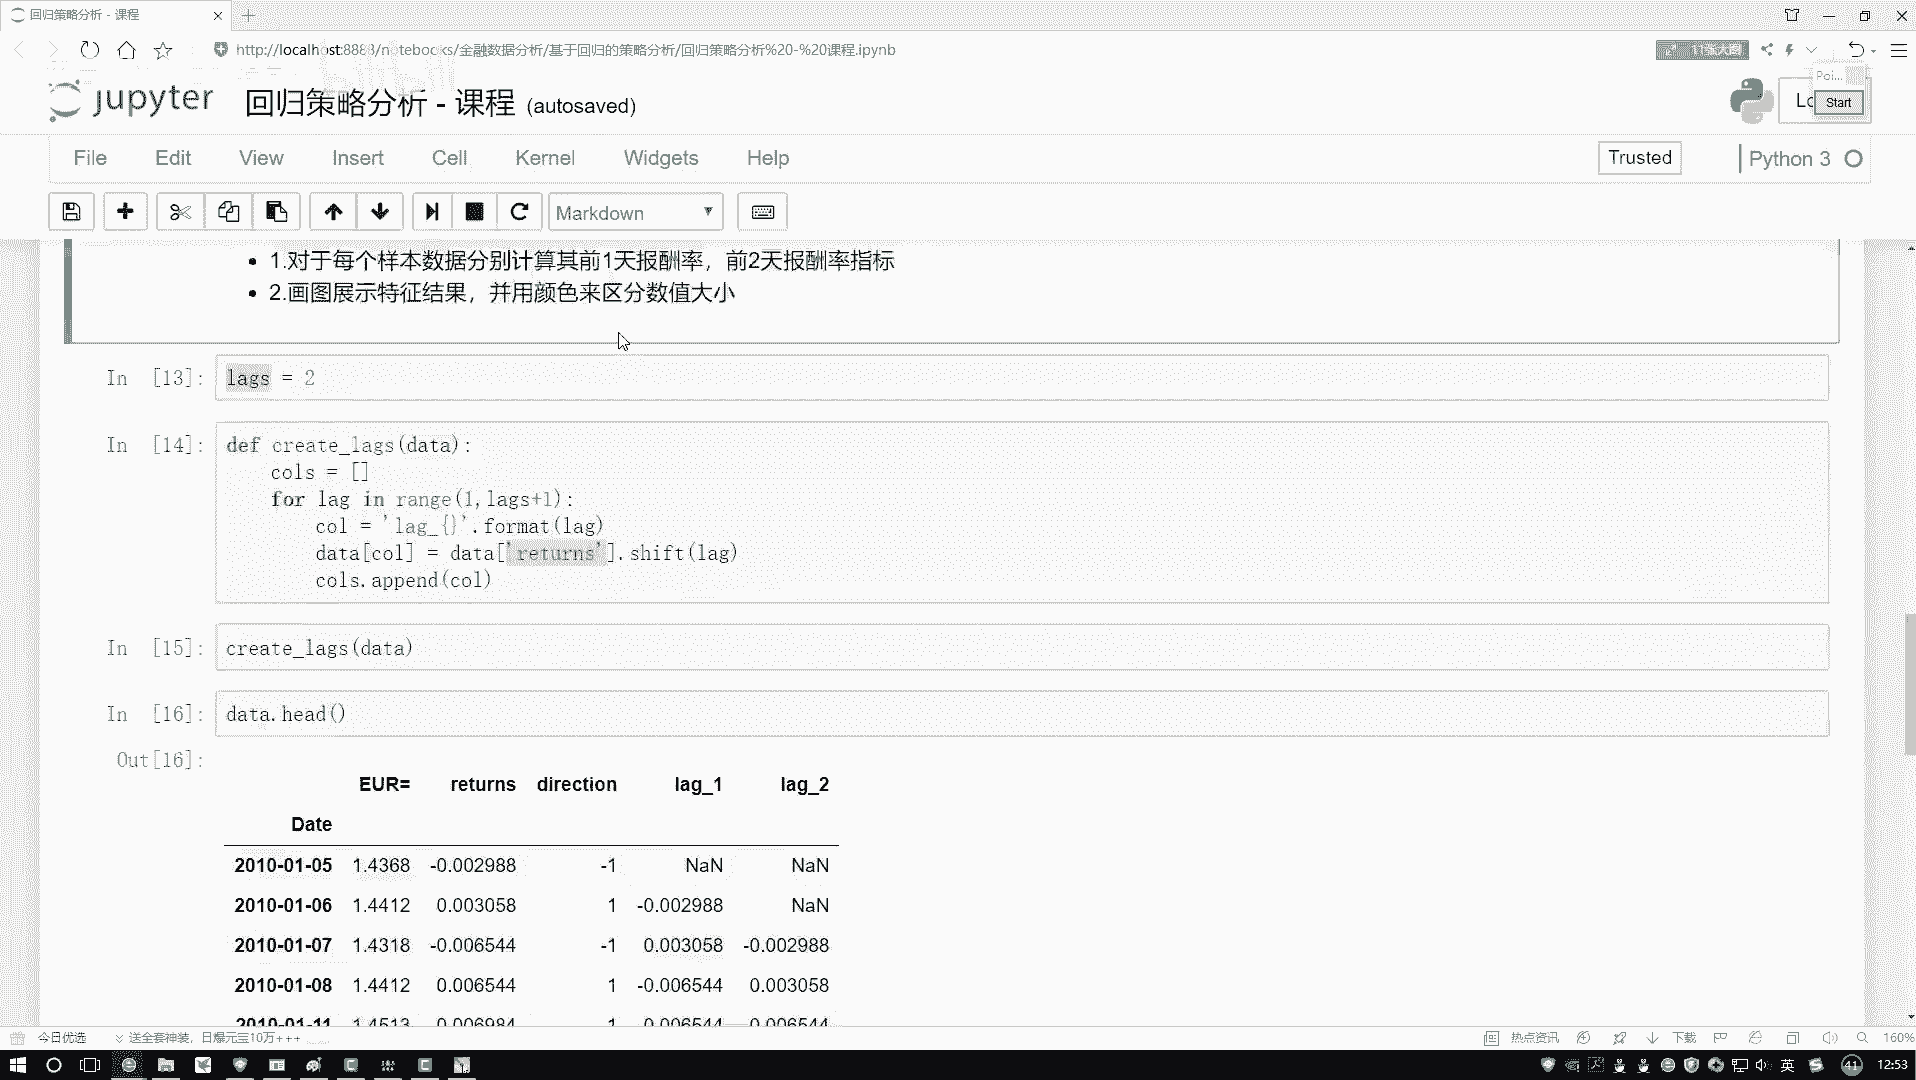 回归策略分析 - 课程
http://localhost:8888/notebooks/金融数据分析/基于回归的策略分析/回归策略分析%20-%20课程.ipynb
Poi...
jupyter 回归策略分析 - 课程 (autosaved)
Start
File Edit View Insert Cell Kernel Widgets Help
Trusted
Python 3
Markdown
1.对于每个样本数据分别计算其前1天报酬率，前2天报酬率指标
2.画图展示特征结果，并用颜色来区分数值大小
In [13]: lags = 2
In [14]: def create_lags(data):
cols = []
for lag in range(1,lags+1):
col = 'lag_{}'.format(lag)
data[col] = data['returns'].shift(lag)
cols.append(col)
In [15]: create_lags(data)
In [16]: data.head()
Out[16]:
EUR= returns direction lag_1 lag_2
Date
2010-01-05 1.4368 -0.002988 -1 NaN NaN
2010-01-06 1.4412 0.003058 1 -0.002988 NaN
2010-01-07 1.4318 -0.006544 -1 0.003058 -0.002988
2010-01-08 1.4412 0.006544 1 -0.006544 0.003058
2010-01-11 1.4513 0.006984 1 0.006544 -0.006544
今日优选 送全套神装，日爆元宝10万+++
热点资讯 下载 160%
英 41 12:53